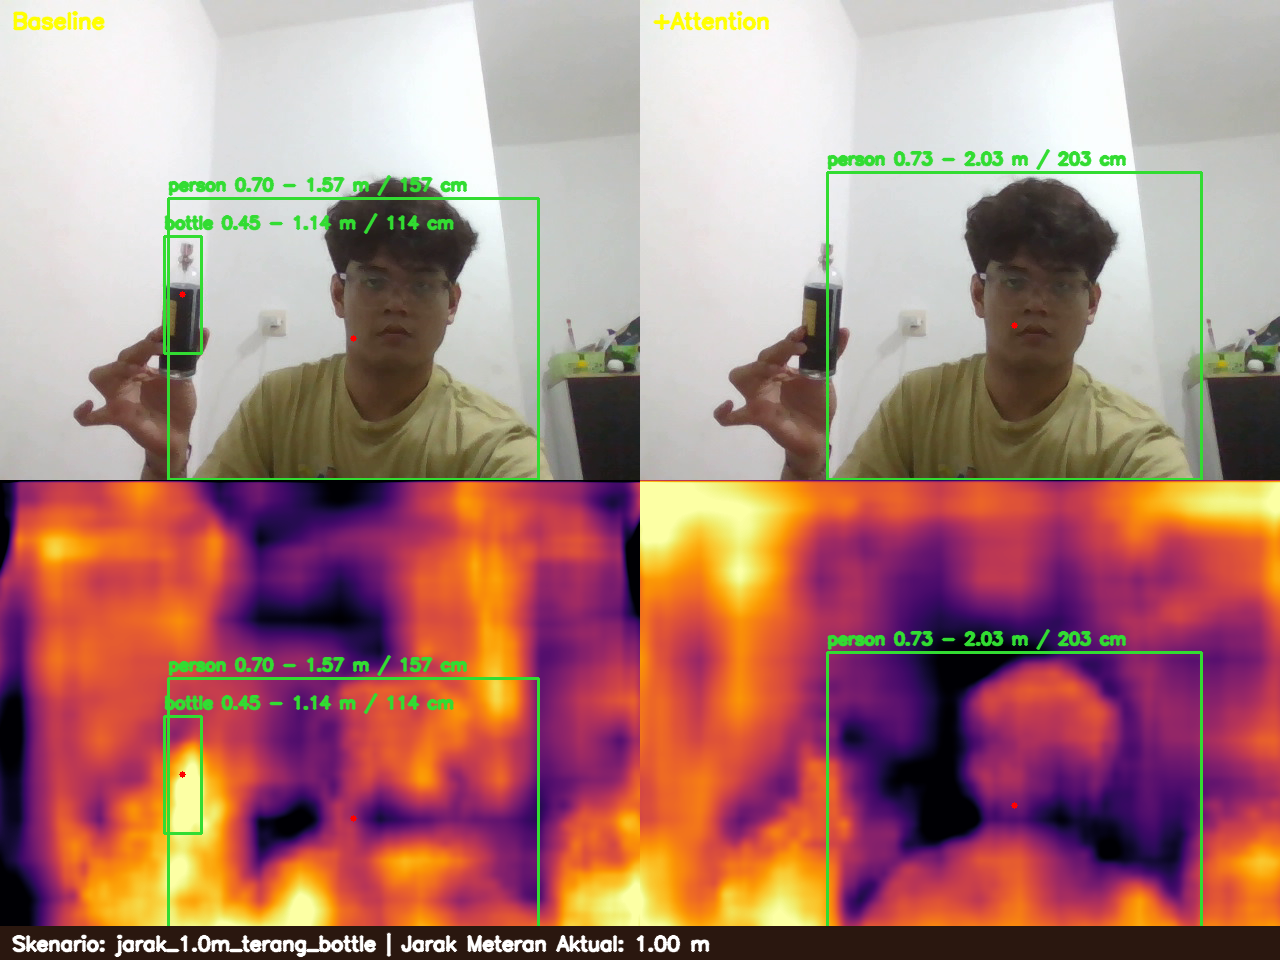 Baseline
+Attention
person 0.73 - 2.03 m / 203 cm
person 0.70 - 1.57 m / 157 cm
bottle 0.45 - 1.14 m / 114 cm
person 0.73 - 2.03 m / 203 cm
person 0.70 - 1.57 m / 157 cm
bottle 0.45 - 1.14 m / 114 cm
Skenario: jarak_1.0m_terang_bottle | Jarak Meteran Aktual: 1.00 m